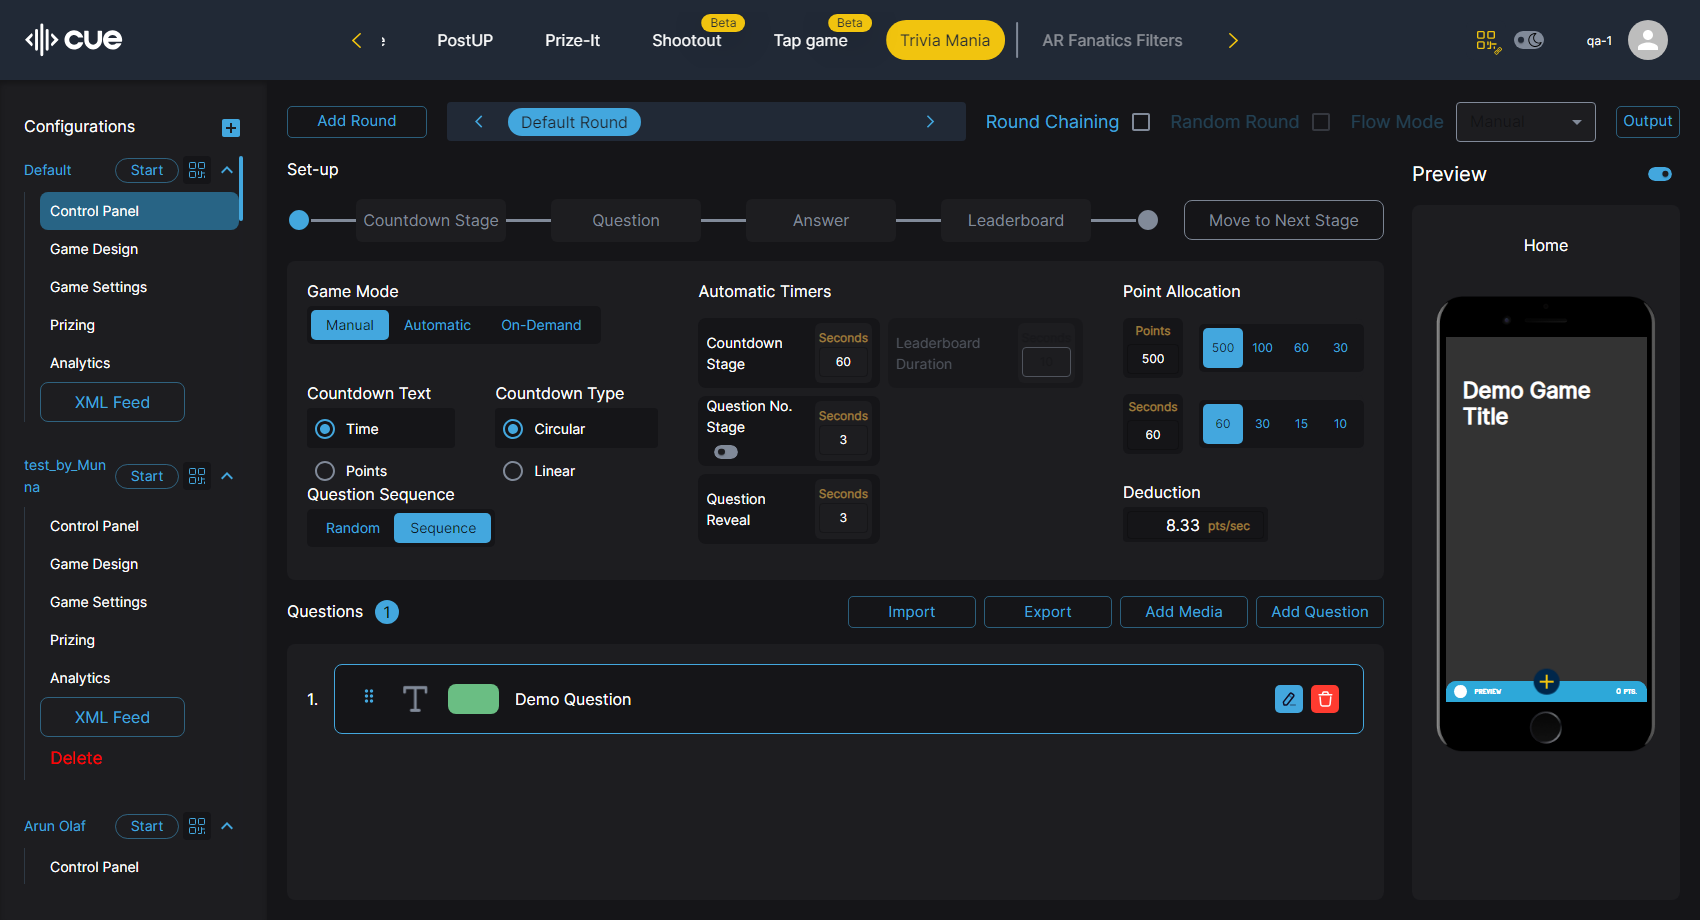 cue
PostUP
Prize-It
Beta
Shootout
Beta
Tap game
Trivia Mania
AR Fanatics Filters
qa-1
Configurations
Default
Start
Control Panel
Game Design
Game Settings
Prizing
Analytics
XML Feed
test_by_Mun
na
Start
Control Panel
Game Design
Game Settings
Prizing
Analytics
XML Feed
Delete
Arun Olaf
Start
Control Panel
Add Round
Default Round
Round Chaining
Random Round
Flow Mode
Manual
Output
Set-up
Countdown Stage
Question
Answer
Leaderboard
Move to Next Stage
Game Mode
Manual
Automatic
On-Demand
Countdown Text
Time
Points
Countdown Type
Circular
Linear
Question Sequence
Random
Sequence
Automatic Timers
Countdown
Stage
Seconds
60
Leaderboard
Duration
Question No.
Stage
Seconds
3
Question
Reveal
Seconds
3
Point Allocation
Points
500
500
100
60
30
Seconds
60
60
30
15
10
Deduction
8.33 pts/sec
Questions 1
Import
Export
Add Media
Add Question
1.
T
Demo Question
Preview
Home
Demo Game
Title
PREVIEW
0 PTS.